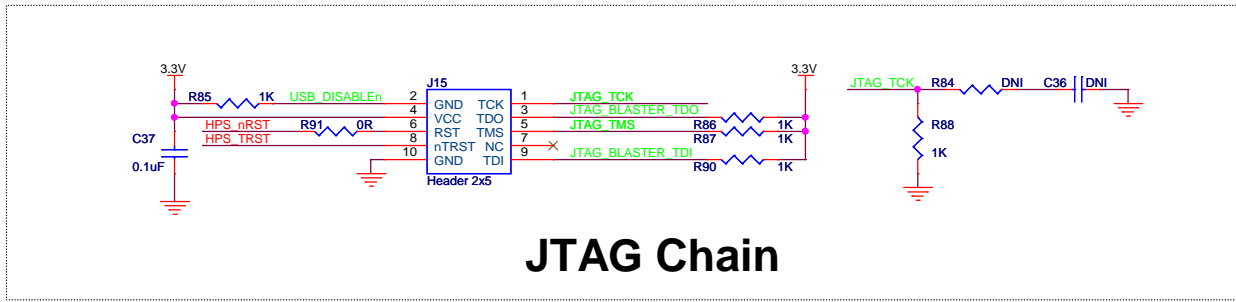 3.3V
R85 1K USB_DISABLEn 2
4
HPS_nRST R91 0R 6
HPS_TRST 8
10
C37
0.1uF
J15
GND TCK
VCC TDO
RST TMS
nTRST NC
GND TDI
Header 2x5
1 JTAG_TCK
3 JTAG_BLASTER_TDO
5 JTAG_TMS R86 1K
7 R87 1K
9 JTAG_BLASTER_TDI
R90 1K
3.3V
JTAG_TCK R84 DNI C36 DNI
R88
1K
JTAG Chain